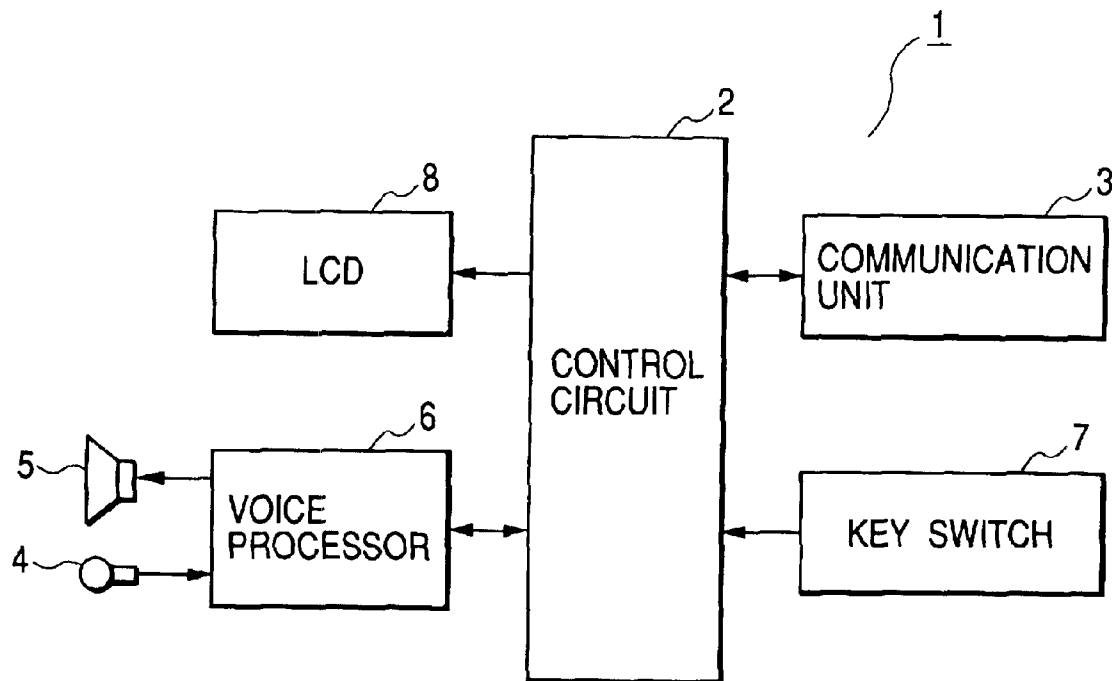 1
2
8
3
LCD
COMMUNICATION
UNIT
CONTROL
CIRCUIT
6
7
5
VOICE
PROCESSOR
KEY SWITCH
4